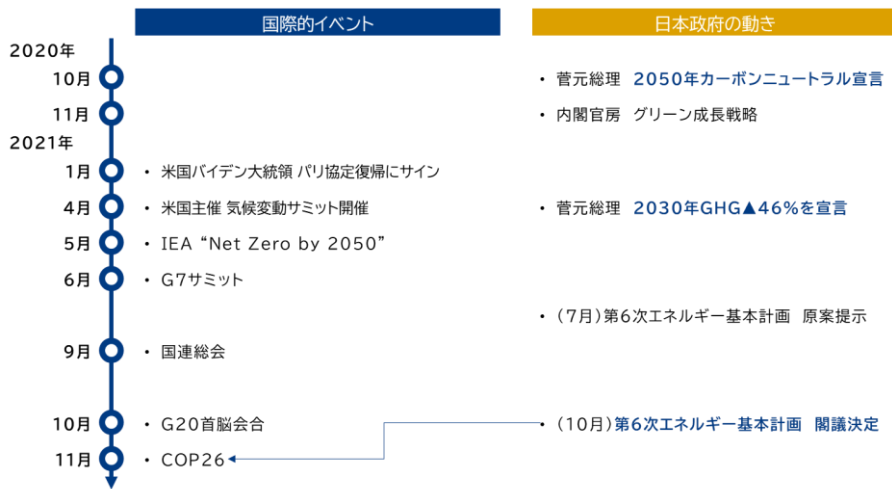 国際的イベント 日本政府の動き
2020年
10月 • 菅元総理 2050年カーボンニュートラル宣言
11月 • 内閣官房 グリーン成長戦略
2021年
1月 • 米国バイデン大統領 パリ協定復帰にサイン
4月 • 米国主催 気候変動サミット開催 • 菅元総理 2030年GHG▲46%を宣言
5月 • IEA “Net Zero by 2050”
6月 • G7サミット
• (7月)第6次エネルギー基本計画 原案提示
9月 • 国連総会
10月 • G20首脳会合 • (10月)第6次エネルギー基本計画 閣議決定
11月 • COP26